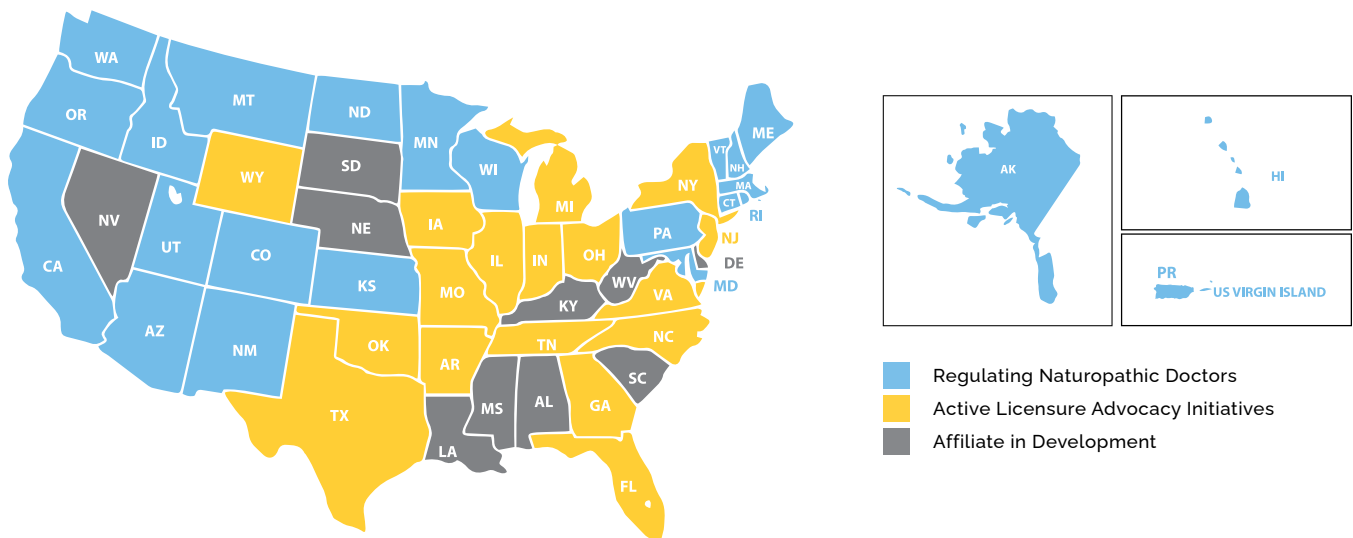 WA
OR
MT
ID
ND
MN
WI
SD
WY
NV
NE
IA
MI
NY
VT
NH
ME
MA
CT
RI
CA
UT
CO
KS
MO
IL
IN
OH
PA
NJ
DE
MD
WV
VA
KY
AZ
NM
OK
AR
TN
NC
TX
LA
MS
AL
GA
SC
FL
AK
HI
PR
US VIRGIN ISLAND
Regulating Naturopathic Doctors
Active Licensure Advocacy Initiatives
Affiliate in Development